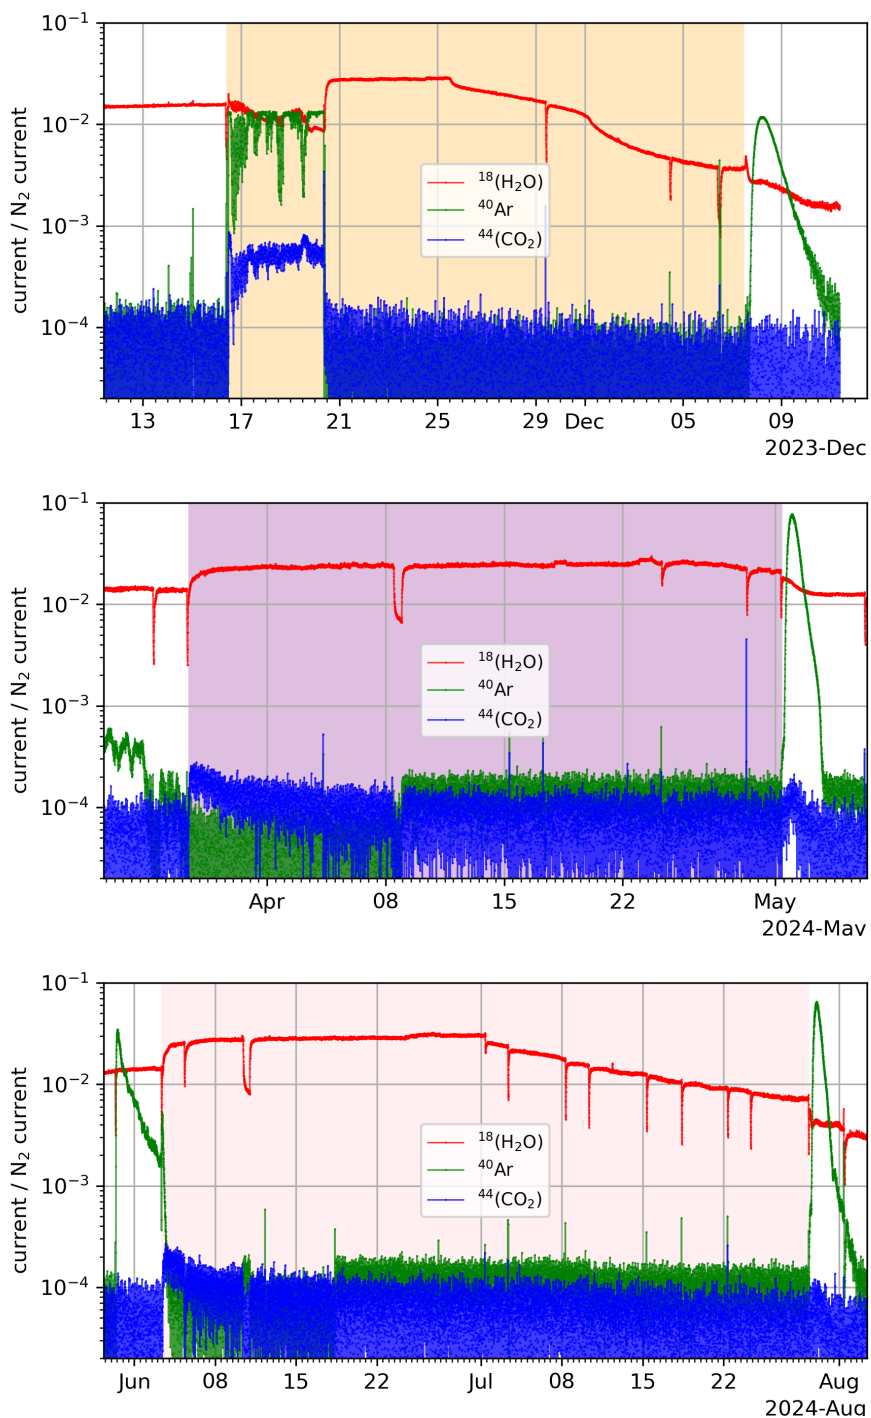 10⁻¹
10⁻²
10⁻³
10⁻⁴
current / N₂ current
¹⁸(H₂O)
⁴⁰Ar
⁴⁴(CO₂)
13 17 21 25 29 Dec 05 09
2023-Dec
10⁻¹
10⁻²
10⁻³
10⁻⁴
current / N₂ current
¹⁸(H₂O)
⁴⁰Ar
⁴⁴(CO₂)
Apr 08 15 22 May
2024-May
10⁻¹
10⁻²
10⁻³
10⁻⁴
current / N₂ current
¹⁸(H₂O)
⁴⁰Ar
⁴⁴(CO₂)
Jun 08 15 22 Jul 08 15 22 Aug
2024-Aug